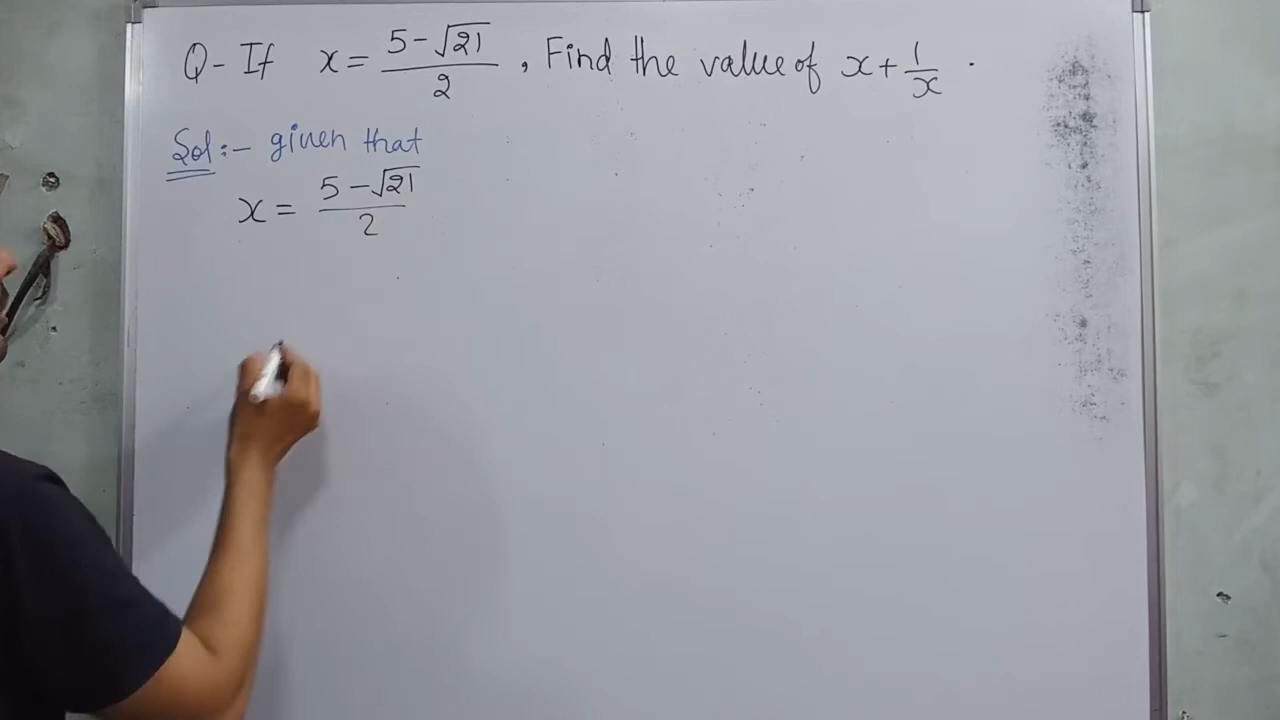 Q- If x = (5-√21)/2 , Find the value of x + 1/x .
Sol:- given that
x = (5-√21)/2